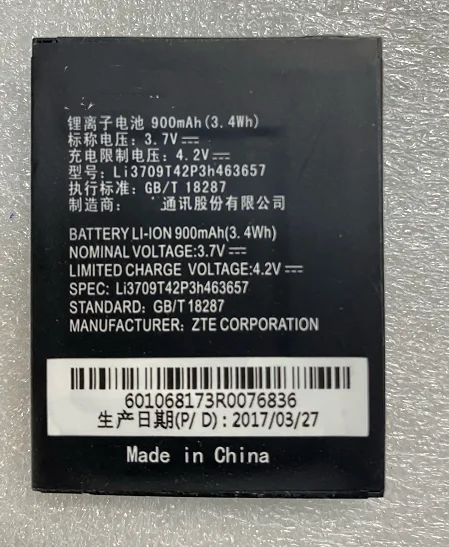 锂离子电池 900mAh(3.4Wh)
标称电压: 3.7V⎓
充电限制电压: 4.2V⎓
型号: Li3709T42P3h463657
执行标准: GB/T 18287
制造商: 通讯股份有限公司
BATTERY LI-ION 900mAh(3.4Wh)
NOMINAL VOLTAGE:3.7V⎓
LIMITED CHARGE VOLTAGE:4.2V⎓
SPEC: Li3709T42P3h463657
STANDARD: GB/T 18287
MANUFACTURER: ZTE CORPORATION
601068173R0076836
生产日期(P/ D): 2017/03/27
Made in China